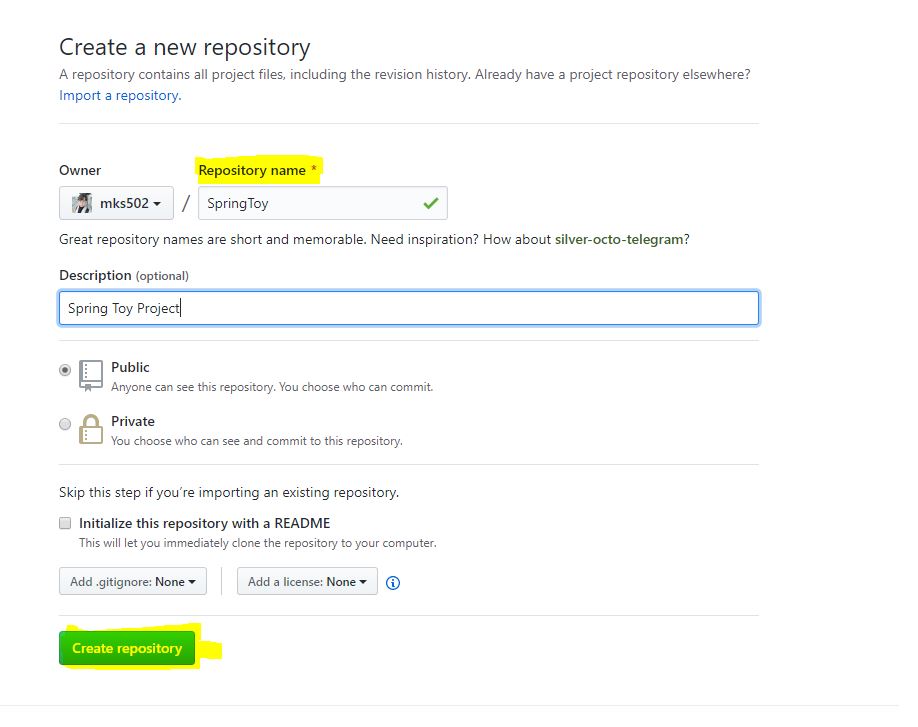 Create a new repository
A repository contains all project files, including the revision history. Already have a project repository elsewhere?
Import a repository.
Owner
Repository name *
mks502
/
SpringToy
Great repository names are short and memorable. Need inspiration? How about silver-octo-telegram?
Description (optional)
Spring Toy Project
Public
Anyone can see this repository. You choose who can commit.
Private
You choose who can see and commit to this repository.
Skip this step if you’re importing an existing repository.
Initialize this repository with a README
This will let you immediately clone the repository to your computer.
Add .gitignore: None
Add a license: None
Create repository